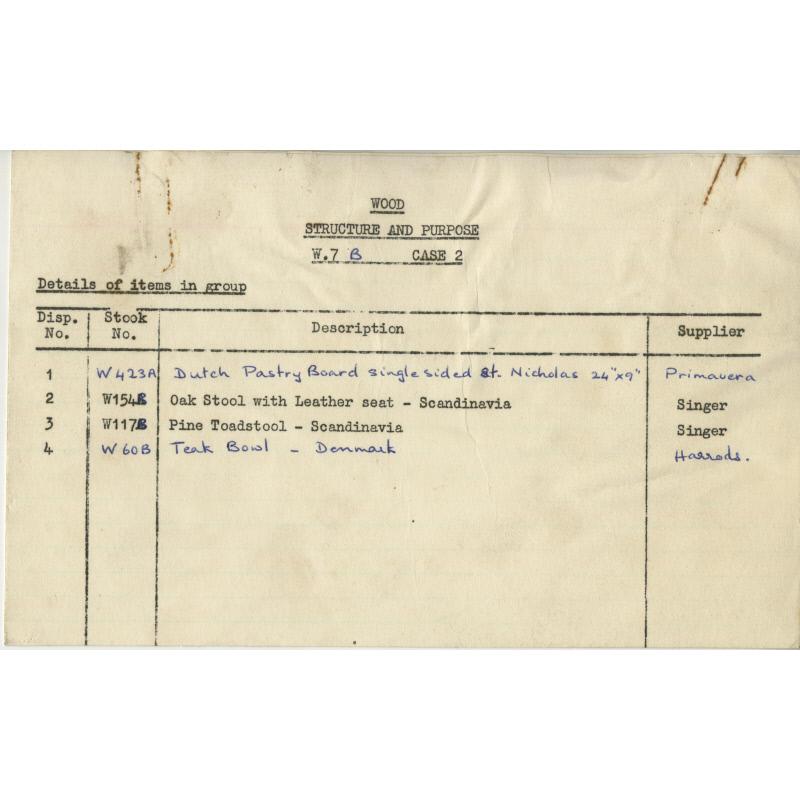 WOOD
STRUCTURE AND PURPOSE
W.7 B CASE 2
Details of items in group
Disp. No. Stock No. Description Supplier
1 W423A Dutch Pastry Board single sided St. Nicholas 24"x9" Primavera
2 W154B Oak Stool with Leather seat - Scandinavia Singer
3 W117B Pine Toadstool - Scandinavia Singer
4 W60B Teak Bowl - Denmark Harrods.